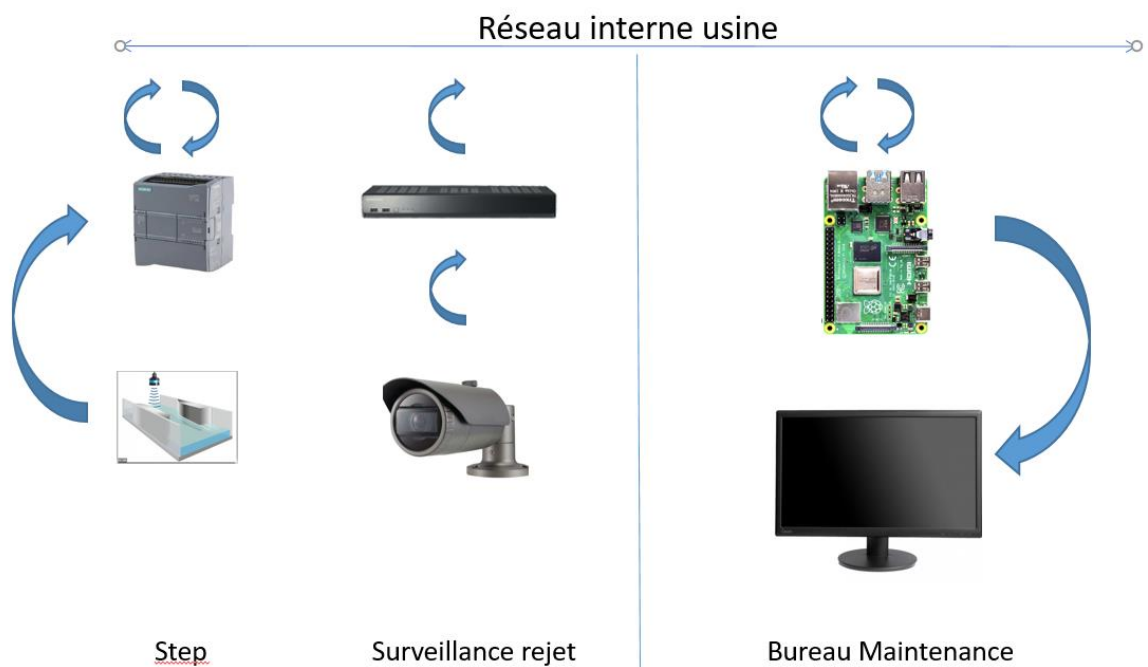 Réseau interne usine
Step
Surveillance rejet
Bureau Maintenance